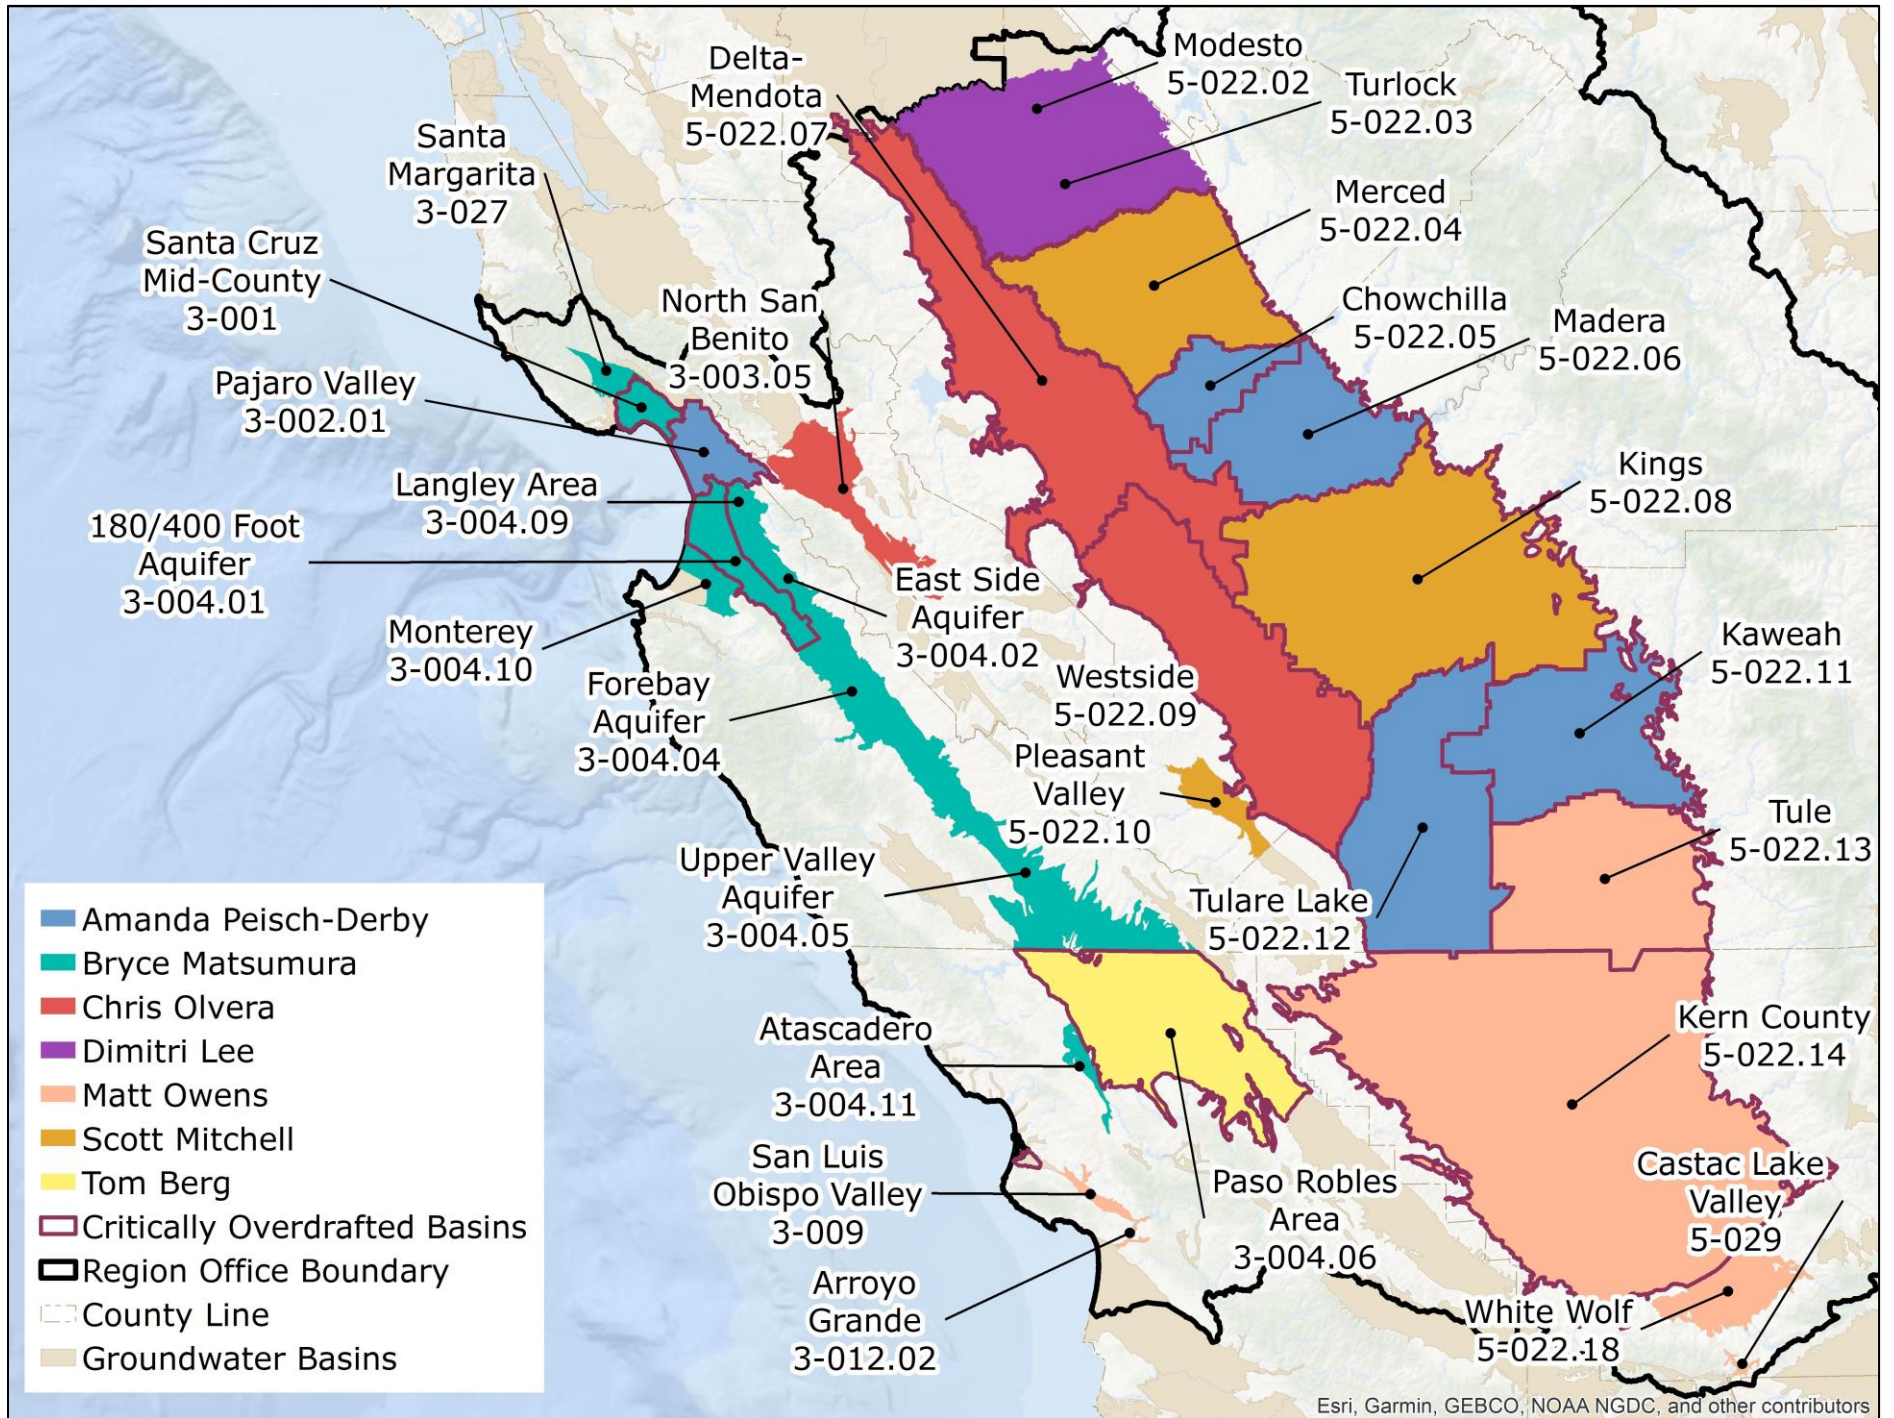 Delta-
Mendota
5-022.07
Modesto
5-022.02
Turlock
5-022.03
Santa
Margarita
3-027
Merced
5-022.04
Santa Cruz
Mid-County
3-001
North San
Benito
3-003.05
Chowchilla
5-022.05
Madera
5-022.06
Pajaro Valley
3-002.01
Langley Area
3-004.09
Kings
5-022.08
180/400 Foot
Aquifer
3-004.01
East Side
Aquifer
3-004.02
Monterey
3-004.10
Kaweah
5-022.11
Forebay
Aquifer
3-004.04
Westside
5-022.09
Pleasant
Valley
5-022.10
Tule
5-022.13
Upper Valley
Aquifer
3-004.05
Tulare Lake
5-022.12
Kern County
5-022.14
Atascadero
Area
3-004.11
San Luis
Obispo Valley
3-009
Paso Robles
Area
3-004.06
Castac Lake
Valley
5-029
Arroyo
Grande
3-012.02
White Wolf
5-022.18
Amanda Peisch-Derby
Bryce Matsumura
Chris Olvera
Dimitri Lee
Matt Owens
Scott Mitchell
Tom Berg
Critically Overdrafted Basins
Region Office Boundary
County Line
Groundwater Basins
Esri, Garmin, GEBCO, NOAA NGDC, and other contributors